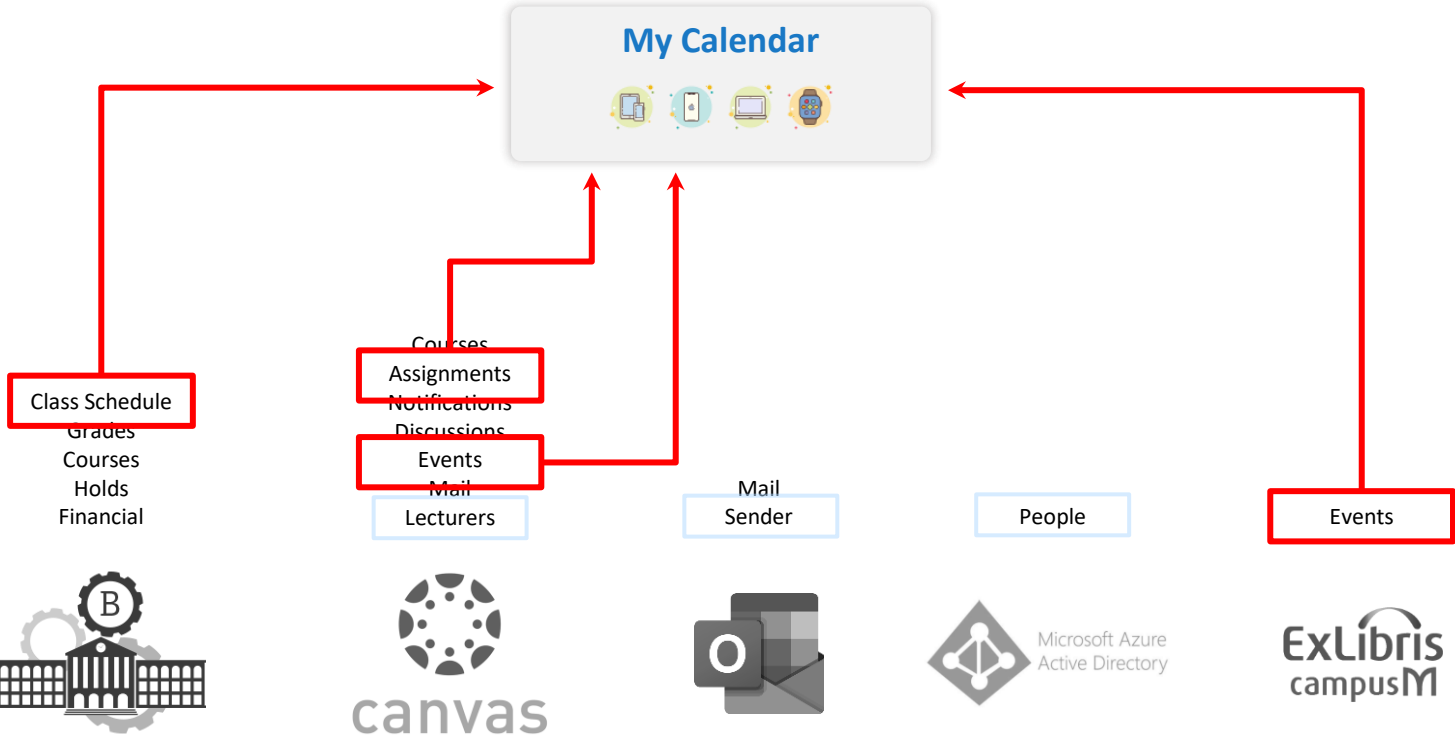 My Calendar
Class Schedule
Grades
Courses
Holds
Financial
Courses
Assignments
Notifications
Discussions
Events
Mail
Lecturers
Mail
Sender
People
Events
B
canvas
O
Microsoft Azure
Active Directory
ExLibris
campusM